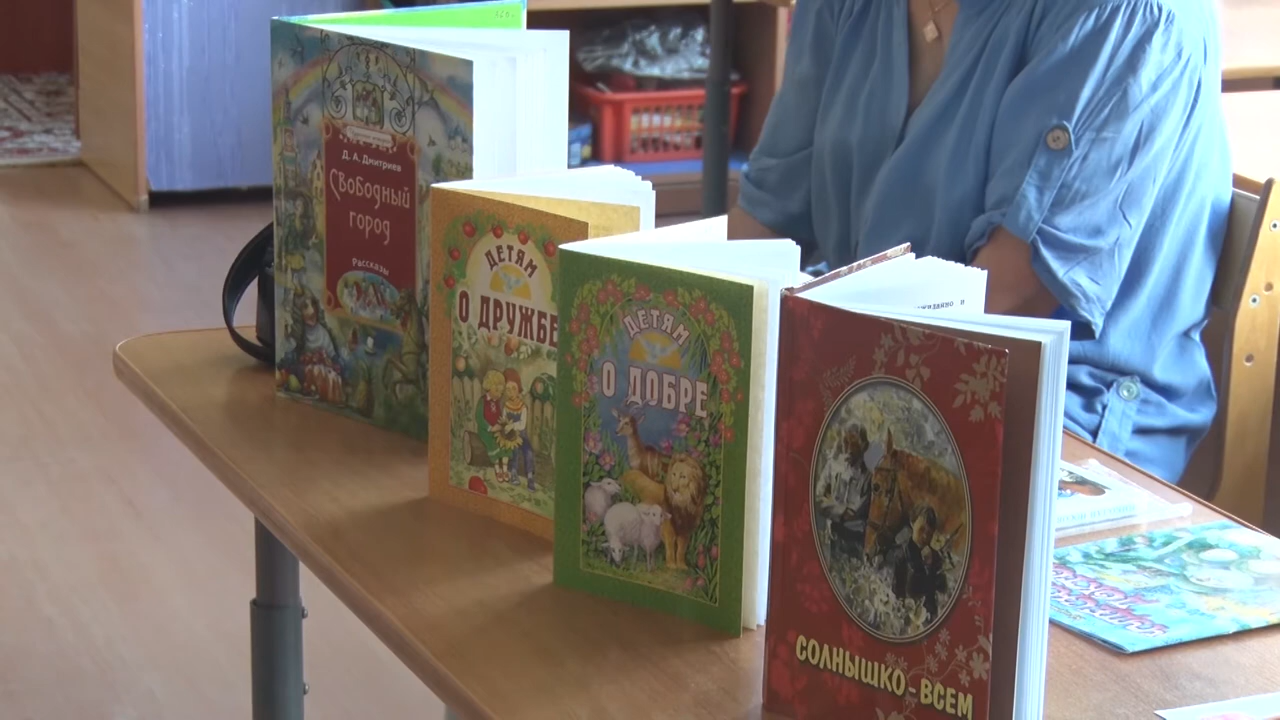 Д. А. Дмитриев
Свободный
город
Рассказы
ДЕТЯМ
О ДРУЖБЕ
ДЕТЯМ
О ДОБРЕ
СОЛНЫШКО-ВСЕМ